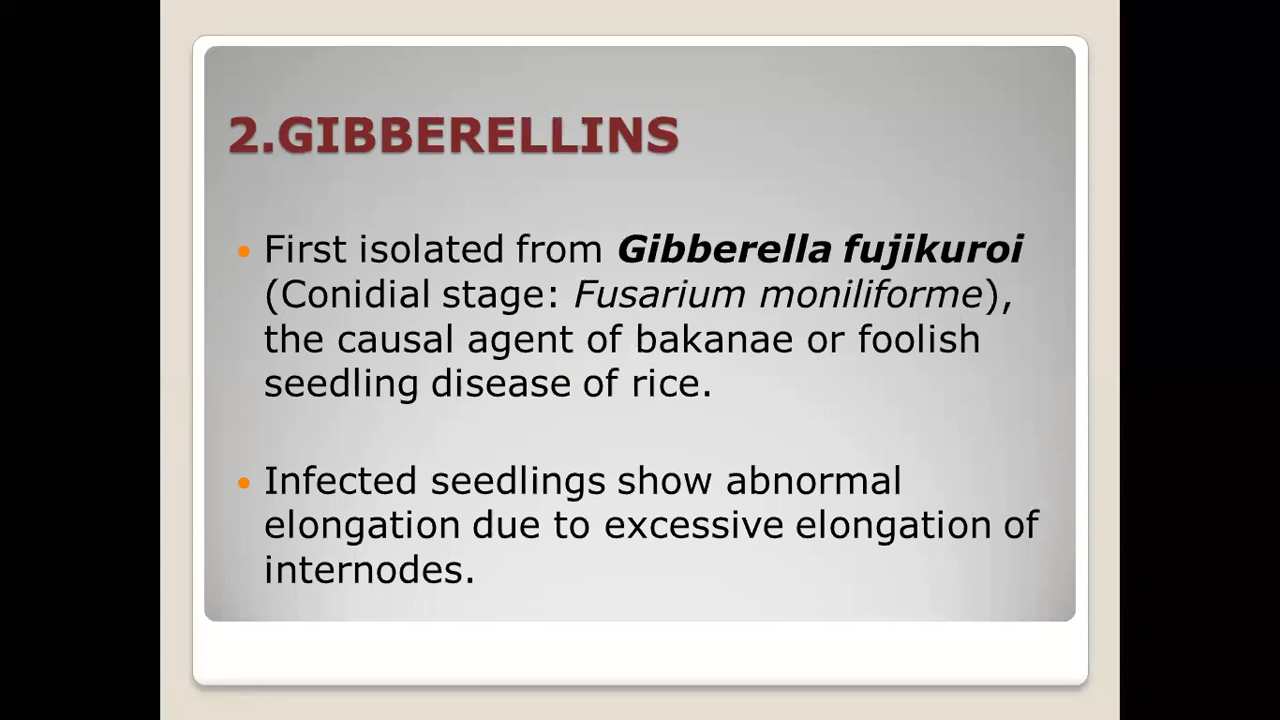 2.GIBBERELLINS
• First isolated from Gibberella fujikuroi
(Conidial stage: Fusarium moniliforme),
the causal agent of bakanae or foolish
seedling disease of rice.
• Infected seedlings show abnormal
elongation due to excessive elongation of
internodes.